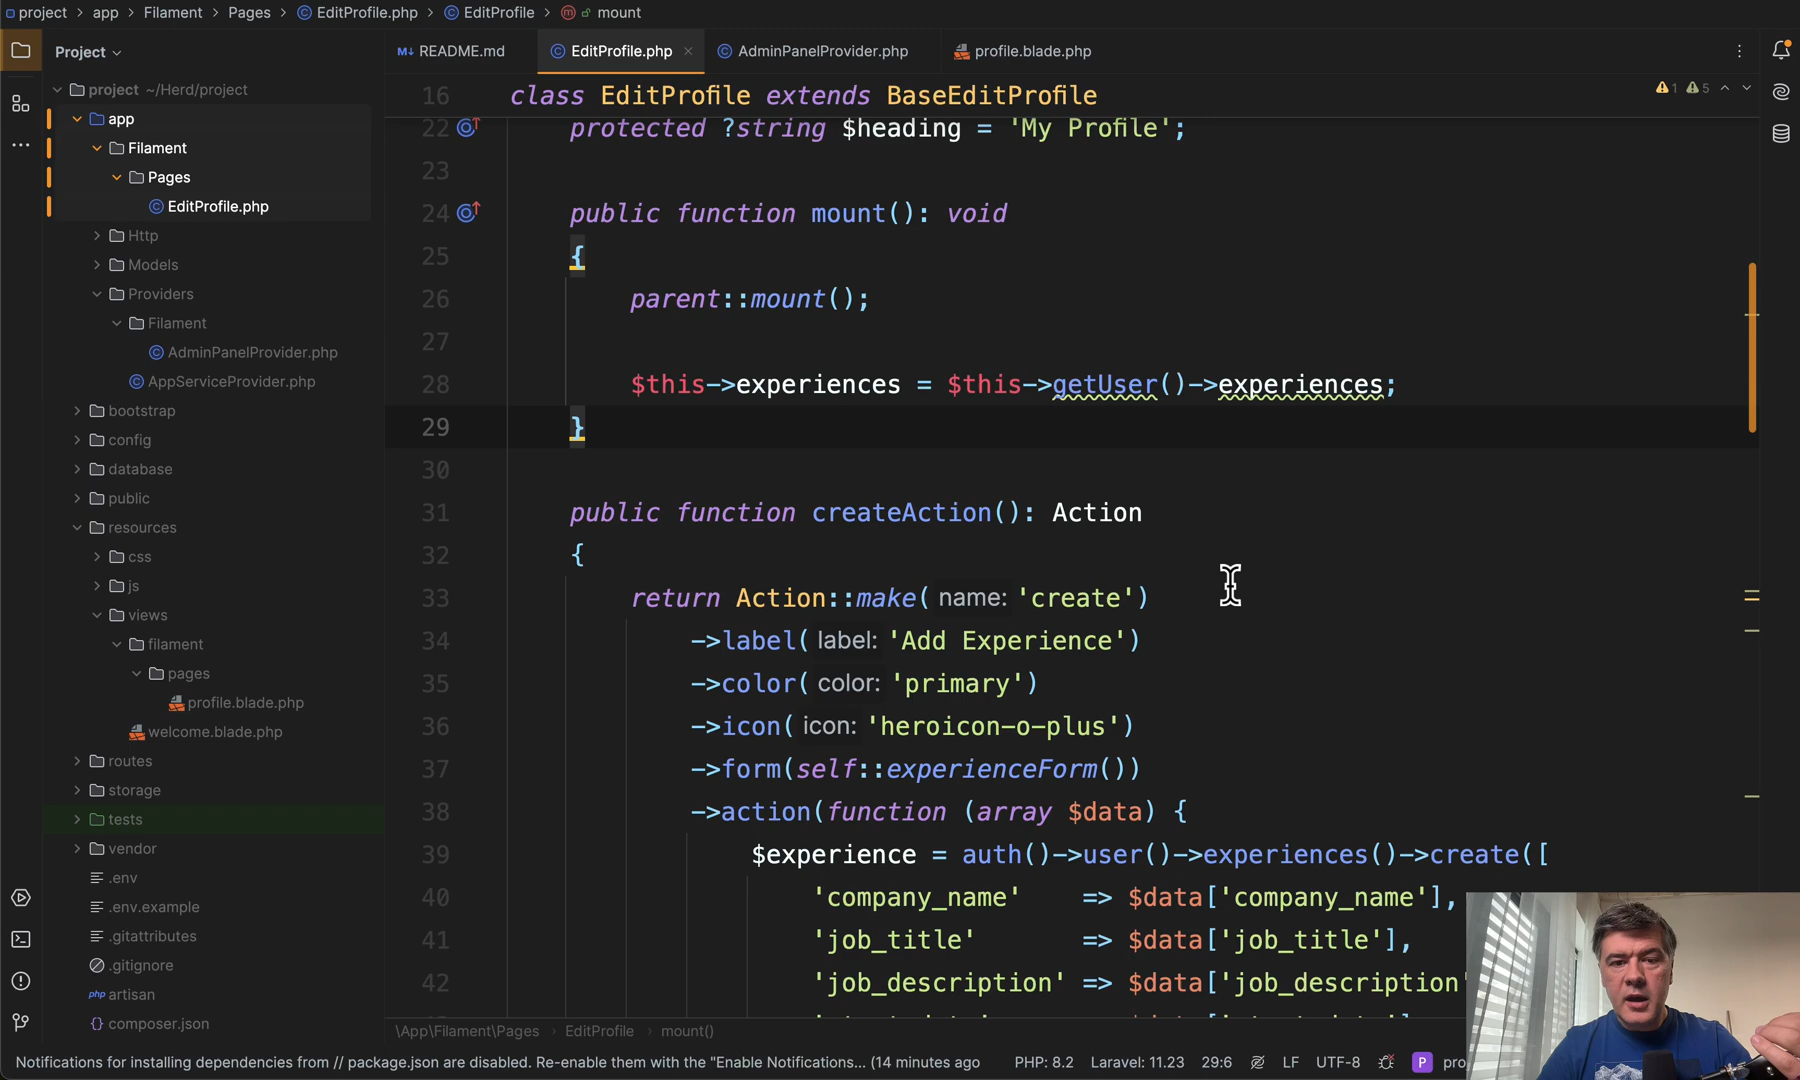 project > app > Filament > Pages > EditProfile.php > EditProfile > mount
Project
README.md
EditProfile.php
AdminPanelProvider.php
profile.blade.php
project ~/Herd/project
app
Filament
Pages
EditProfile.php
Http
Models
Providers
Filament
AdminPanelProvider.php
AppServiceProvider.php
bootstrap
config
database
public
resources
css
js
views
filament
pages
profile.blade.php
welcome.blade.php
routes
storage
tests
vendor
.env
.env.example
.gitattributes
.gitignore
php artisan
composer.json
1 5
16 class EditProfile extends BaseEditProfile
22 protected ?string $heading = 'My Profile';
23
24 public function mount(): void
25 {
26 parent::mount();
27
28 $this->experiences = $this->getUser()->experiences;
29 }
30
31 public function createAction(): Action
32 {
33 return Action::make( name: 'create')
34 ->label( label: 'Add Experience')
35 ->color( color: 'primary')
36 ->icon( icon: 'heroicon-o-plus')
37 ->form(self::experienceForm())
38 ->action(function (array $data) {
39 $experience = auth()->user()->experiences()->create([
40 'company_name' => $data['company_name'],
41 'job_title' => $data['job_title'],
42 'job_description' => $data['job_description'
\App\Filament\Pages > EditProfile > mount()
Notifications for installing dependencies from // package.json are disabled. Re-enable them with the "Enable Notifications... (14 minutes ago
PHP: 8.2 Laravel: 11.23 29:6 LF UTF-8 P pro